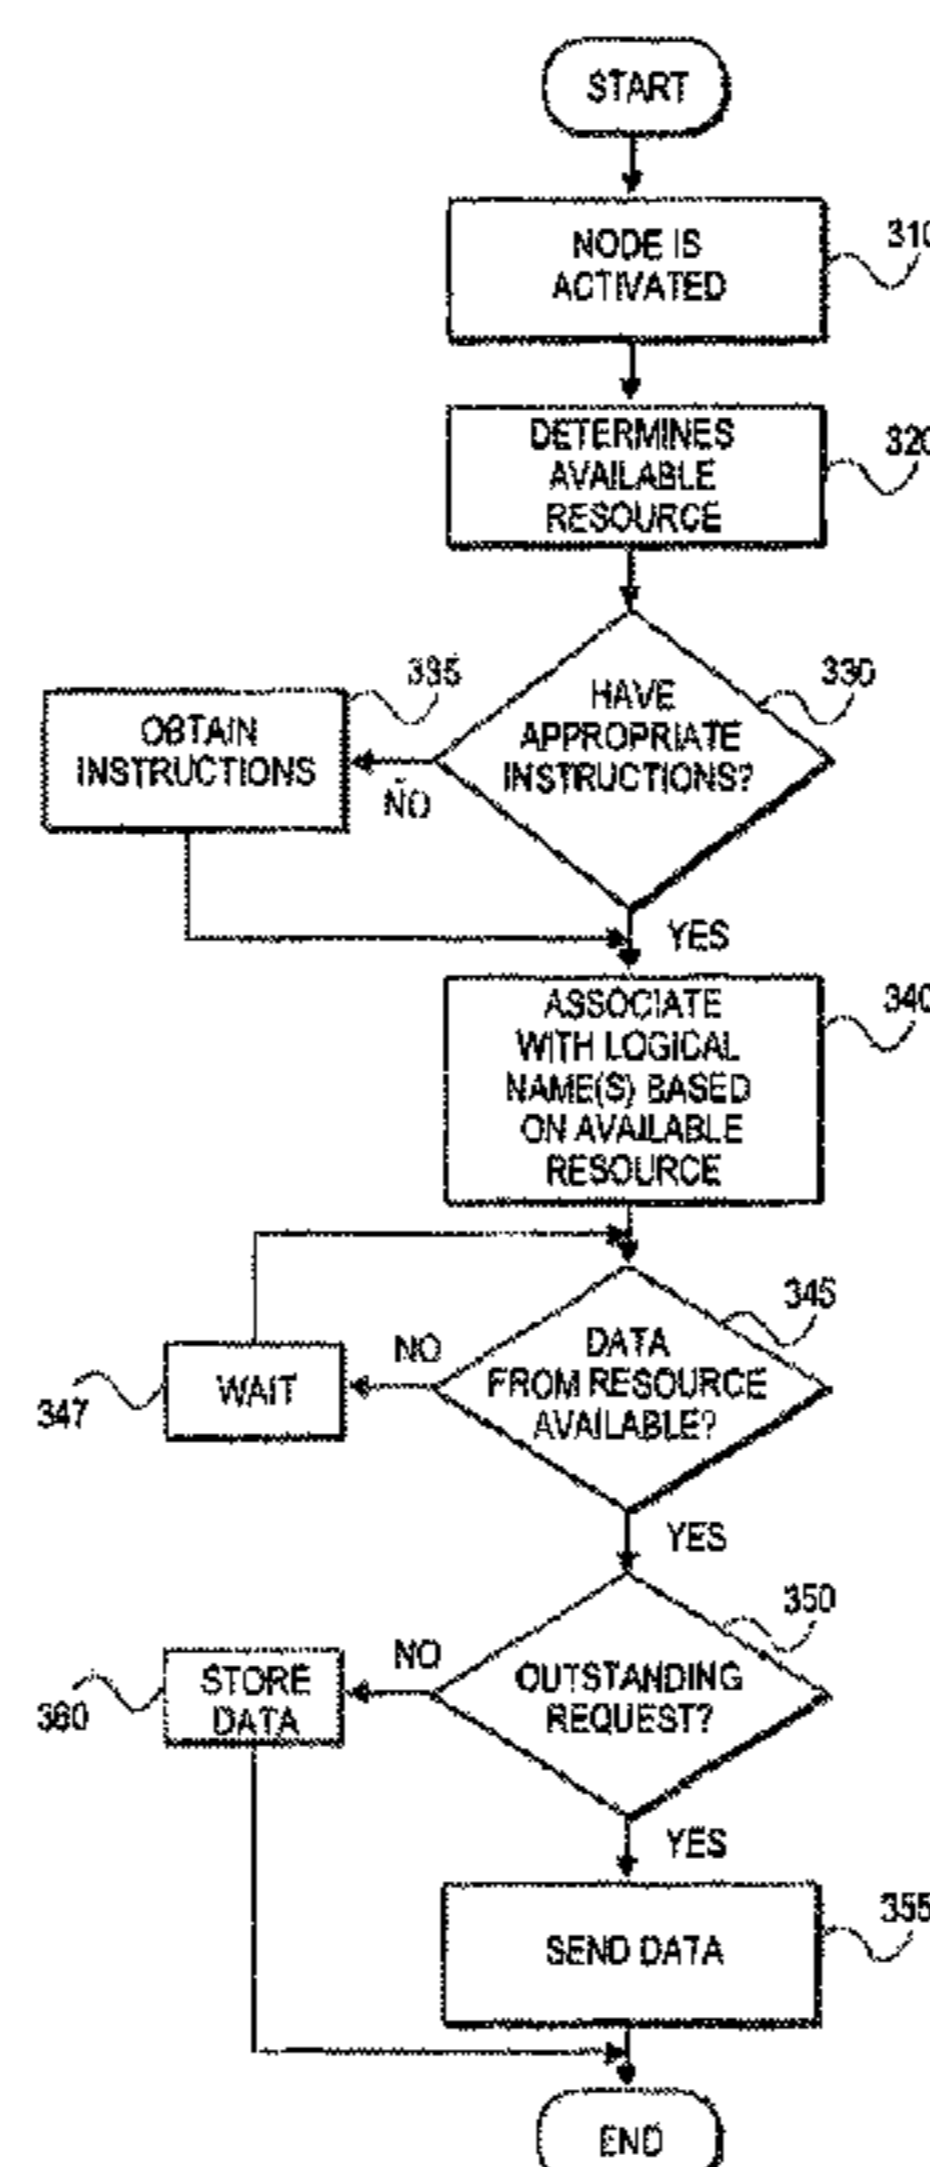 START
NODE IS
ACTIVATED
310
DETERMINES
AVAILABLE
RESOURCE
320
HAVE
APPROPRIATE
INSTRUCTIONS?
330
335
OBTAIN
INSTRUCTIONS
NO
YES
ASSOCIATE
WITH LOGICAL
NAME(S) BASED
ON AVAILABLE
RESOURCE
340
345
DATA
FROM RESOURCE
AVAILABLE?
NO
WAIT
347
YES
350
OUTSTANDING
REQUEST?
NO
STORE
DATA
360
YES
SEND DATA
355
END